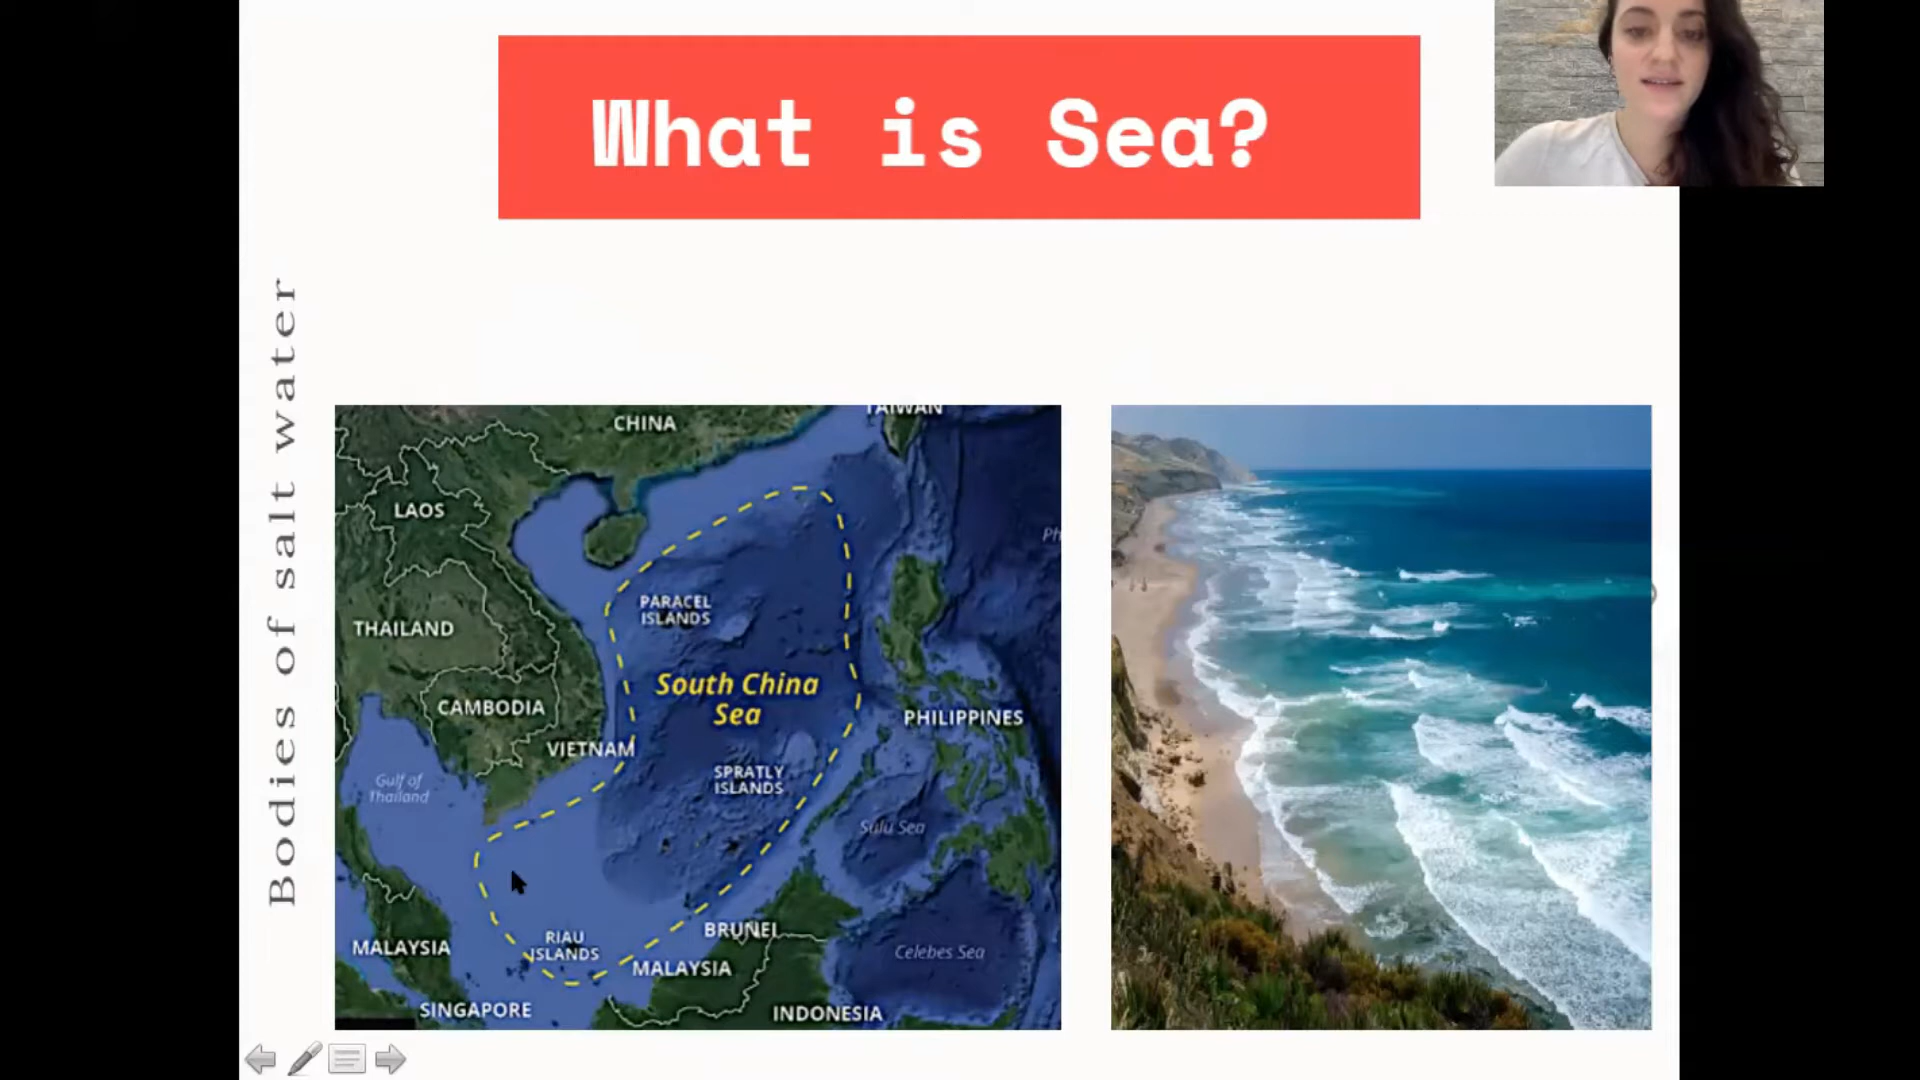 What is Sea?
Bodies of salt water
TAIWAN
CHINA
LAOS
PARACEL
ISLANDS
THAILAND
South China
Sea
CAMBODIA
PHILIPPINES
VIETNAM
SPRATLY
ISLANDS
Gulf of
Thailand
Sulu Sea
BRUNEI
RIAU
ISLANDS
MALAYSIA
Celebes Sea
MALAYSIA
SINGAPORE
INDONESIA